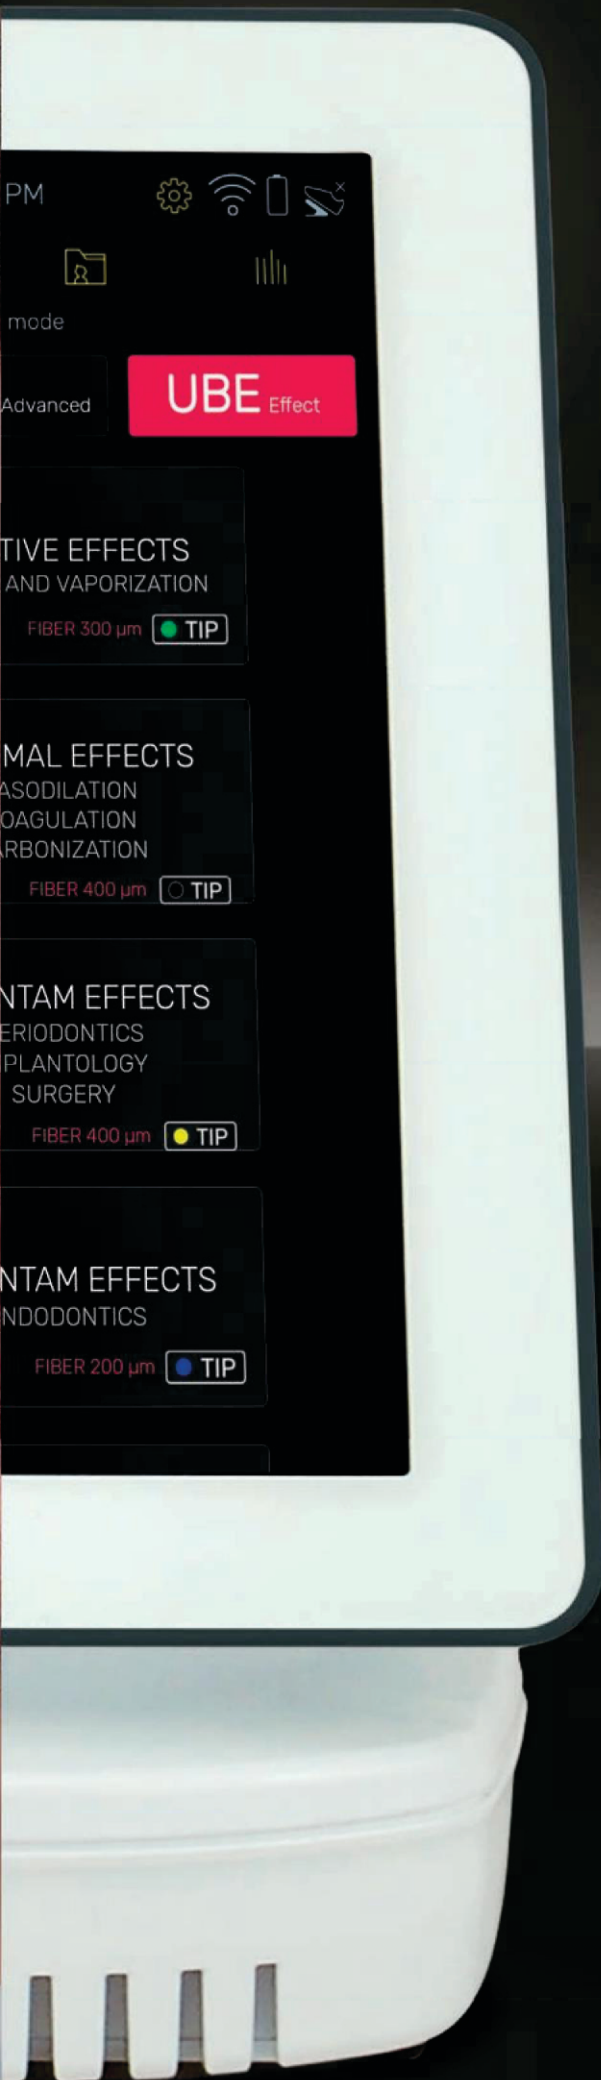 PM
mode
Advanced
UBE Effect
TIVE EFFECTS
AND VAPORIZATION
FIBER 300 µm TIP
MAL EFFECTS
ASODILATION
OAGULATION
ARBONIZATION
FIBER 400 µm TIP
NTAM EFFECTS
ERIODONTICS
PLANTOLOGY
SURGERY
FIBER 400 µm TIP
NTAM EFFECTS
NDODONTICS
FIBER 200 µm TIP